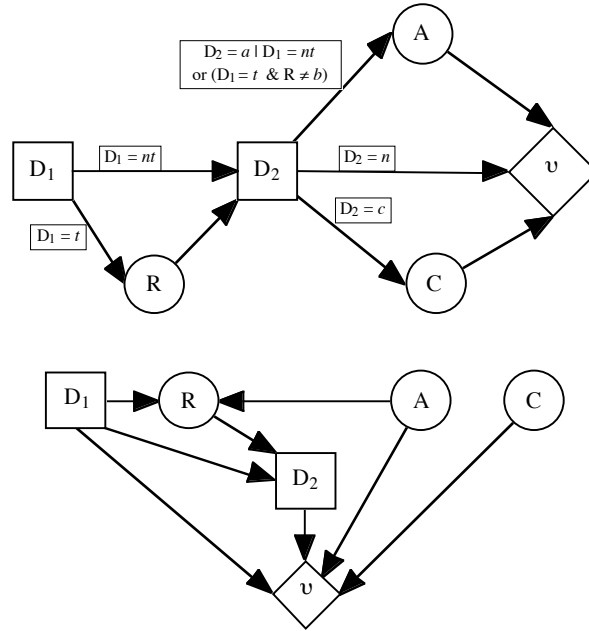 D₂ = a | D₁ = nt
or (D₁ = t & R ≠ b)
A
D₁
D₁ = nt
D₂
D₂ = n
υ
D₁ = t
D₂ = c
R
C
D₁
R
A
C
D₂
υ